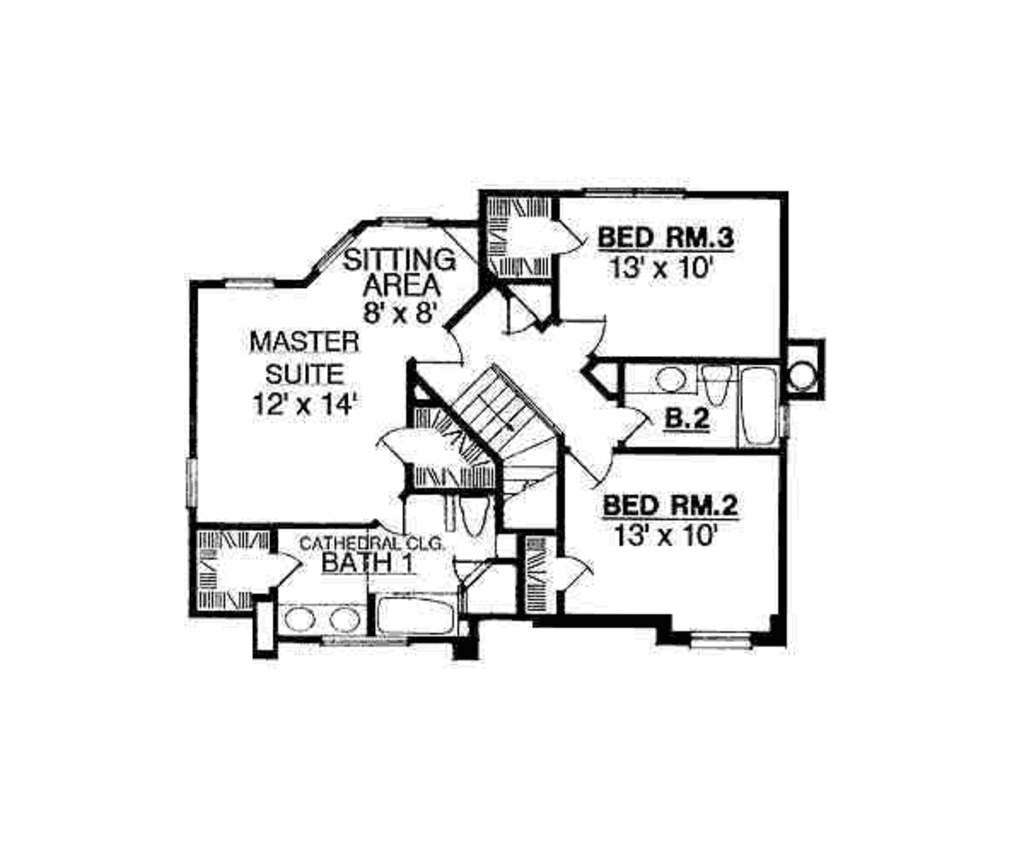 BED RM.3
13' x 10'
SITTING
AREA
8' x 8'
MASTER
SUITE
12' x 14'
B.2
BED RM.2
13' x 10'
CATHEDRAL CLG.
BATH 1